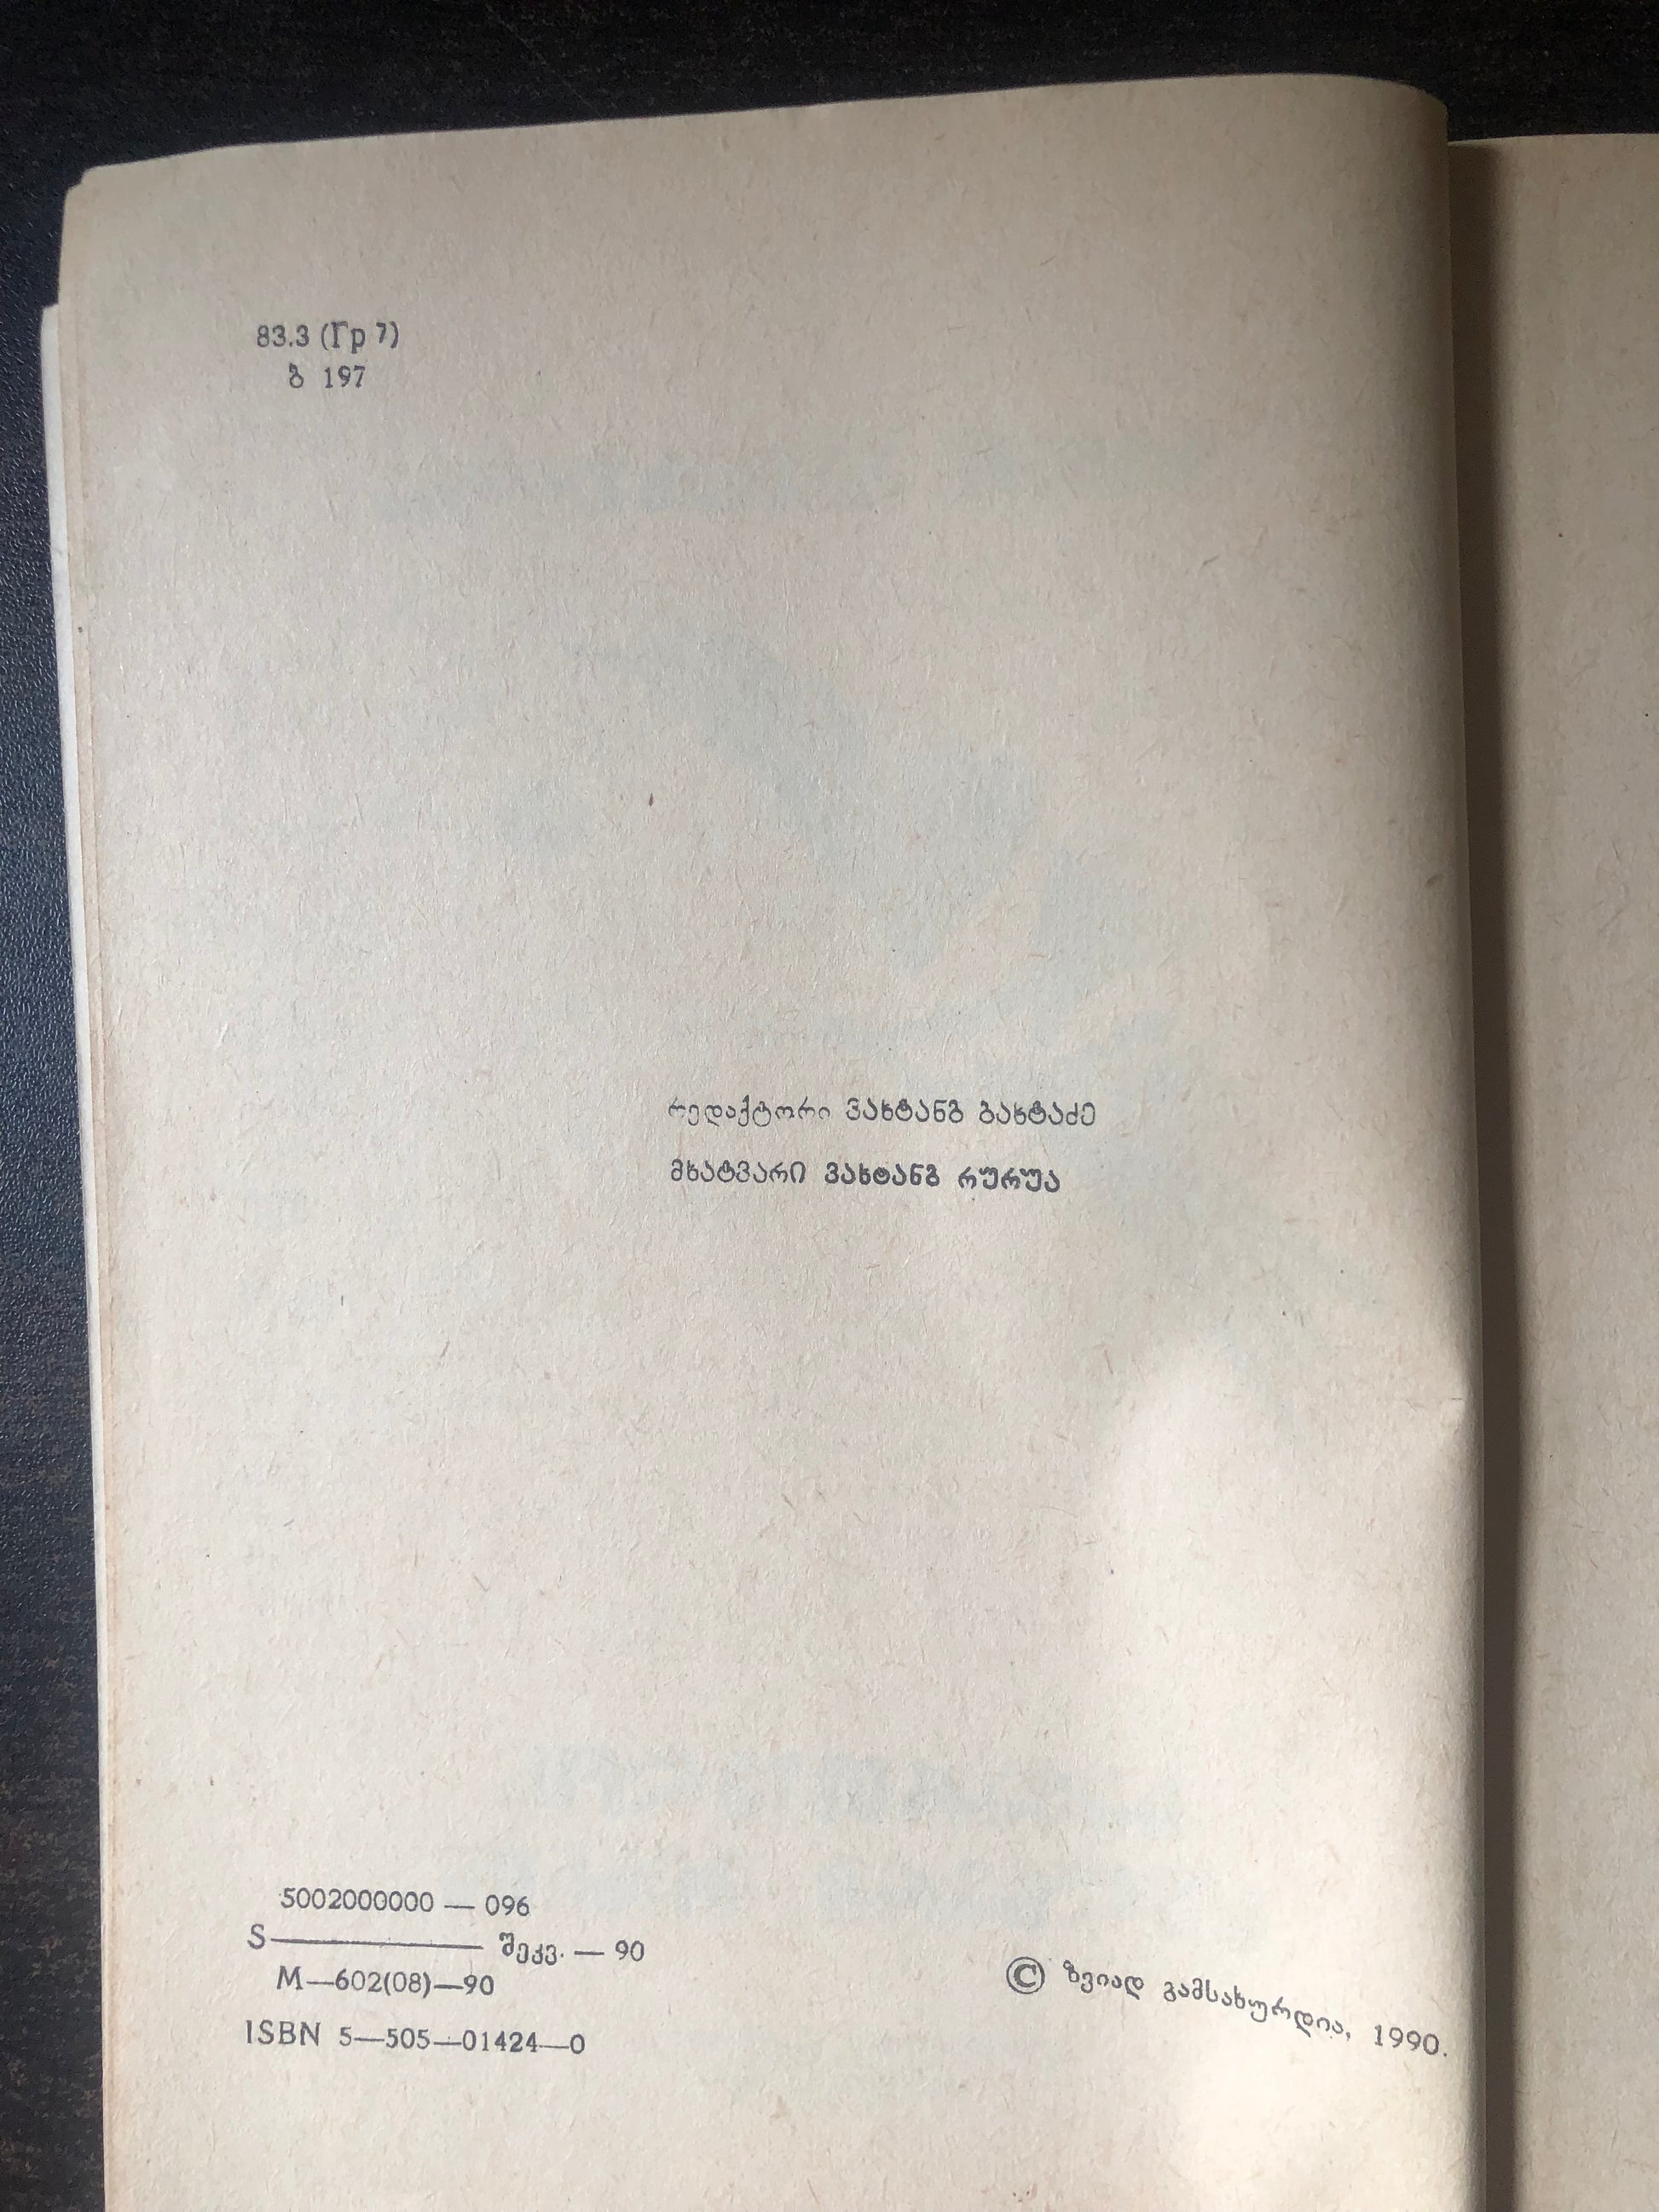 83.3 (Гр 7)
გ 197
რედაქტორი ვახტანგ ბახტაძე
მხატვარი ვახტანგ რურუა
5002000000 — 096
S———— შეკვ. — 90
M—602(08)—90
ISBN 5—505—01424—0
© ზვიად გამსახურდია, 1990.